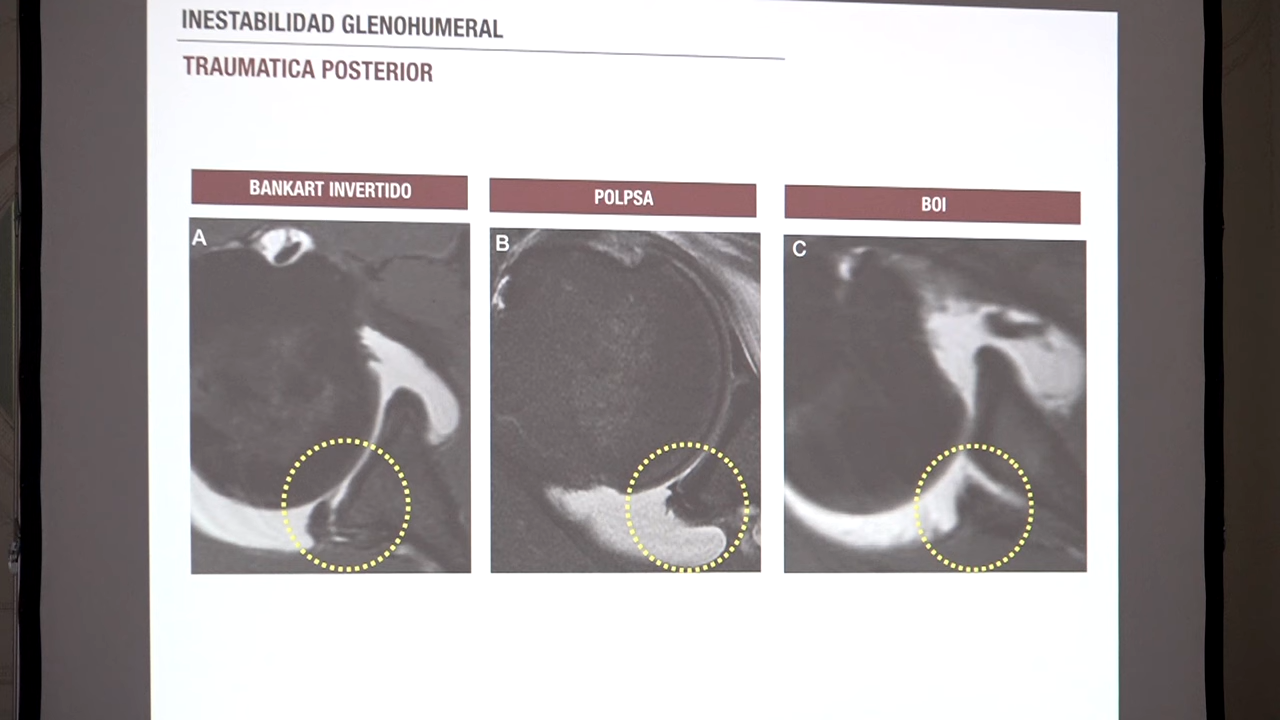 INESTABILIDAD GLENOHUMERAL
TRAUMATICA POSTERIOR
BANKART INVERTIDO
POLPSA
BOI
A
B
C